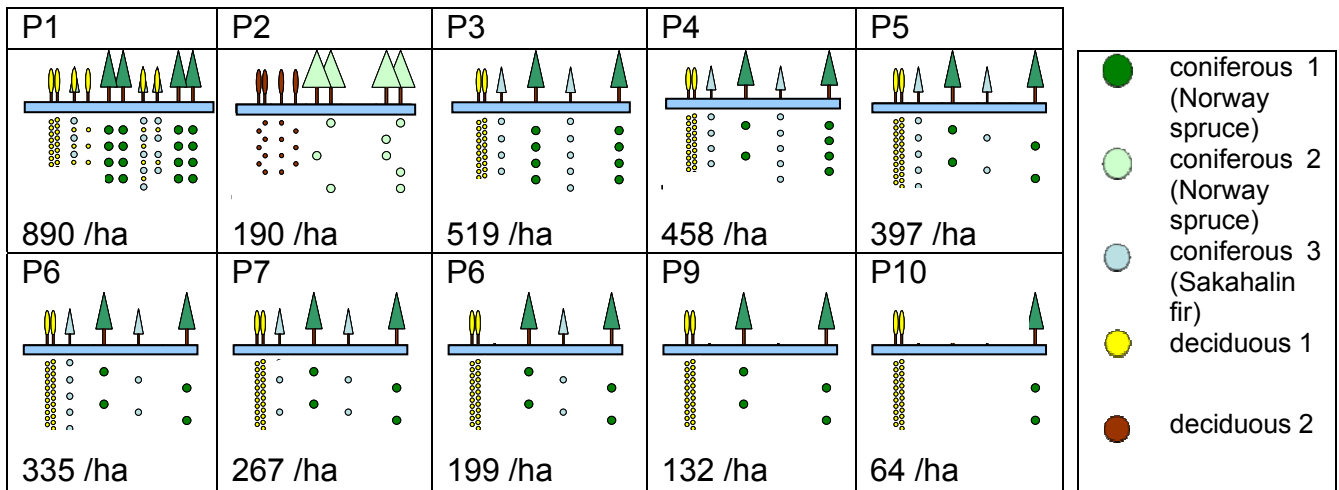 P1 P2 P3 P4 P5
890 /ha 190 /ha 519 /ha 458 /ha 397 /ha
P6 P7 P6 P9 P10
335 /ha 267 /ha 199 /ha 132 /ha 64 /ha
coniferous 1
(Norway
spruce)
coniferous 2
(Norway
spruce)
coniferous 3
(Sakahalin
fir)
deciduous 1
deciduous 2